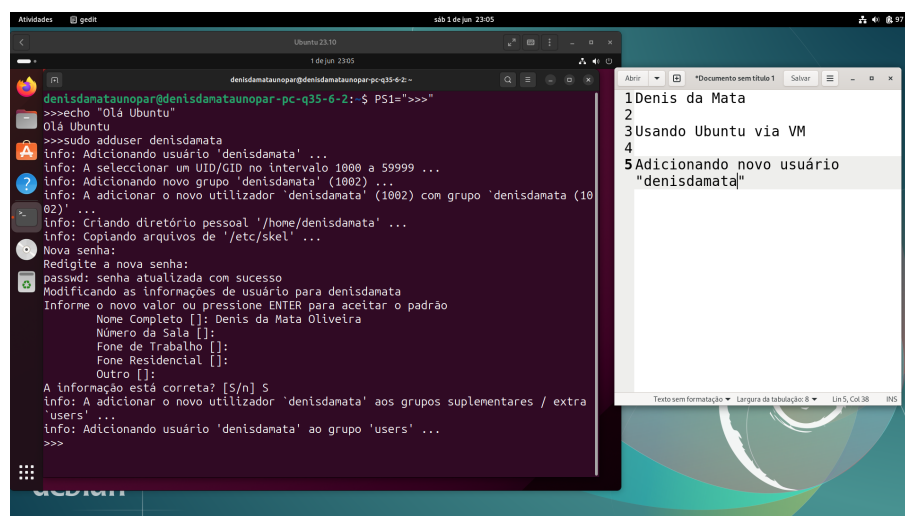 Atividades gedit sáb 1 de jun 23:05 97
Ubuntu 23.10
1 de jun 23:05
denisdamataunopar@denisdamataunopar-pc-q35-6-2: ~
denisdamataunopar@denisdamataunopar-pc-q35-6-2:~$ PS1=">>>"
>>>echo "Olá Ubuntu"
Olá Ubuntu
>>>sudo adduser denisdamata
info: Adicionando usuário 'denisdamata' ...
info: A seleccionar um UID/GID no intervalo 1000 a 59999 ...
info: Adicionando novo grupo 'denisdamata' (1002) ...
info: A adicionar o novo utilizador `denisdamata' (1002) com grupo `denisdamata (10
02)' ...
info: Criando diretório pessoal '/home/denisdamata' ...
info: Copiando arquivos de '/etc/skel' ...
Nova senha:
Redigite a nova senha:
passwd: senha atualizada com sucesso
Modificando as informações de usuário para denisdamata
Informe o novo valor ou pressione ENTER para aceitar o padrão
Nome Completo []: Denis da Mata Oliveira
Número da Sala []:
Fone de Trabalho []:
Fone Residencial []:
Outro []:
A informação está correta? [S/n] S
info: A adicionar o novo utilizador `denisdamata' aos grupos suplementares / extra
`users' ...
info: Adicionando usuário 'denisdamata' ao grupo 'users' ...
>>>
Abrir *Documento sem título 1 Salvar
1 Denis da Mata
2
3 Usando Ubuntu via VM
4
5 Adicionando novo usuário
"denisdamata"
Texto sem formatação Largura da tabulação: 8 Lin 5, Col 38 INS
debian